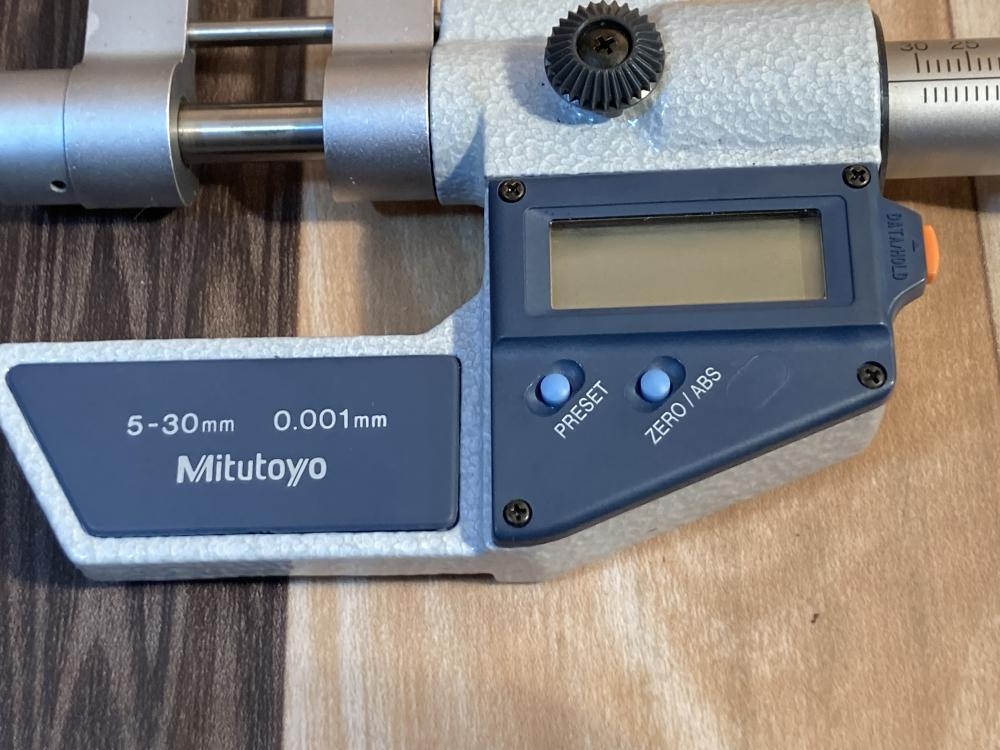 30 25
DATA/HOLD
PRESET
ZERO / ABS
5-30mm 0.001mm
Mitutoyo